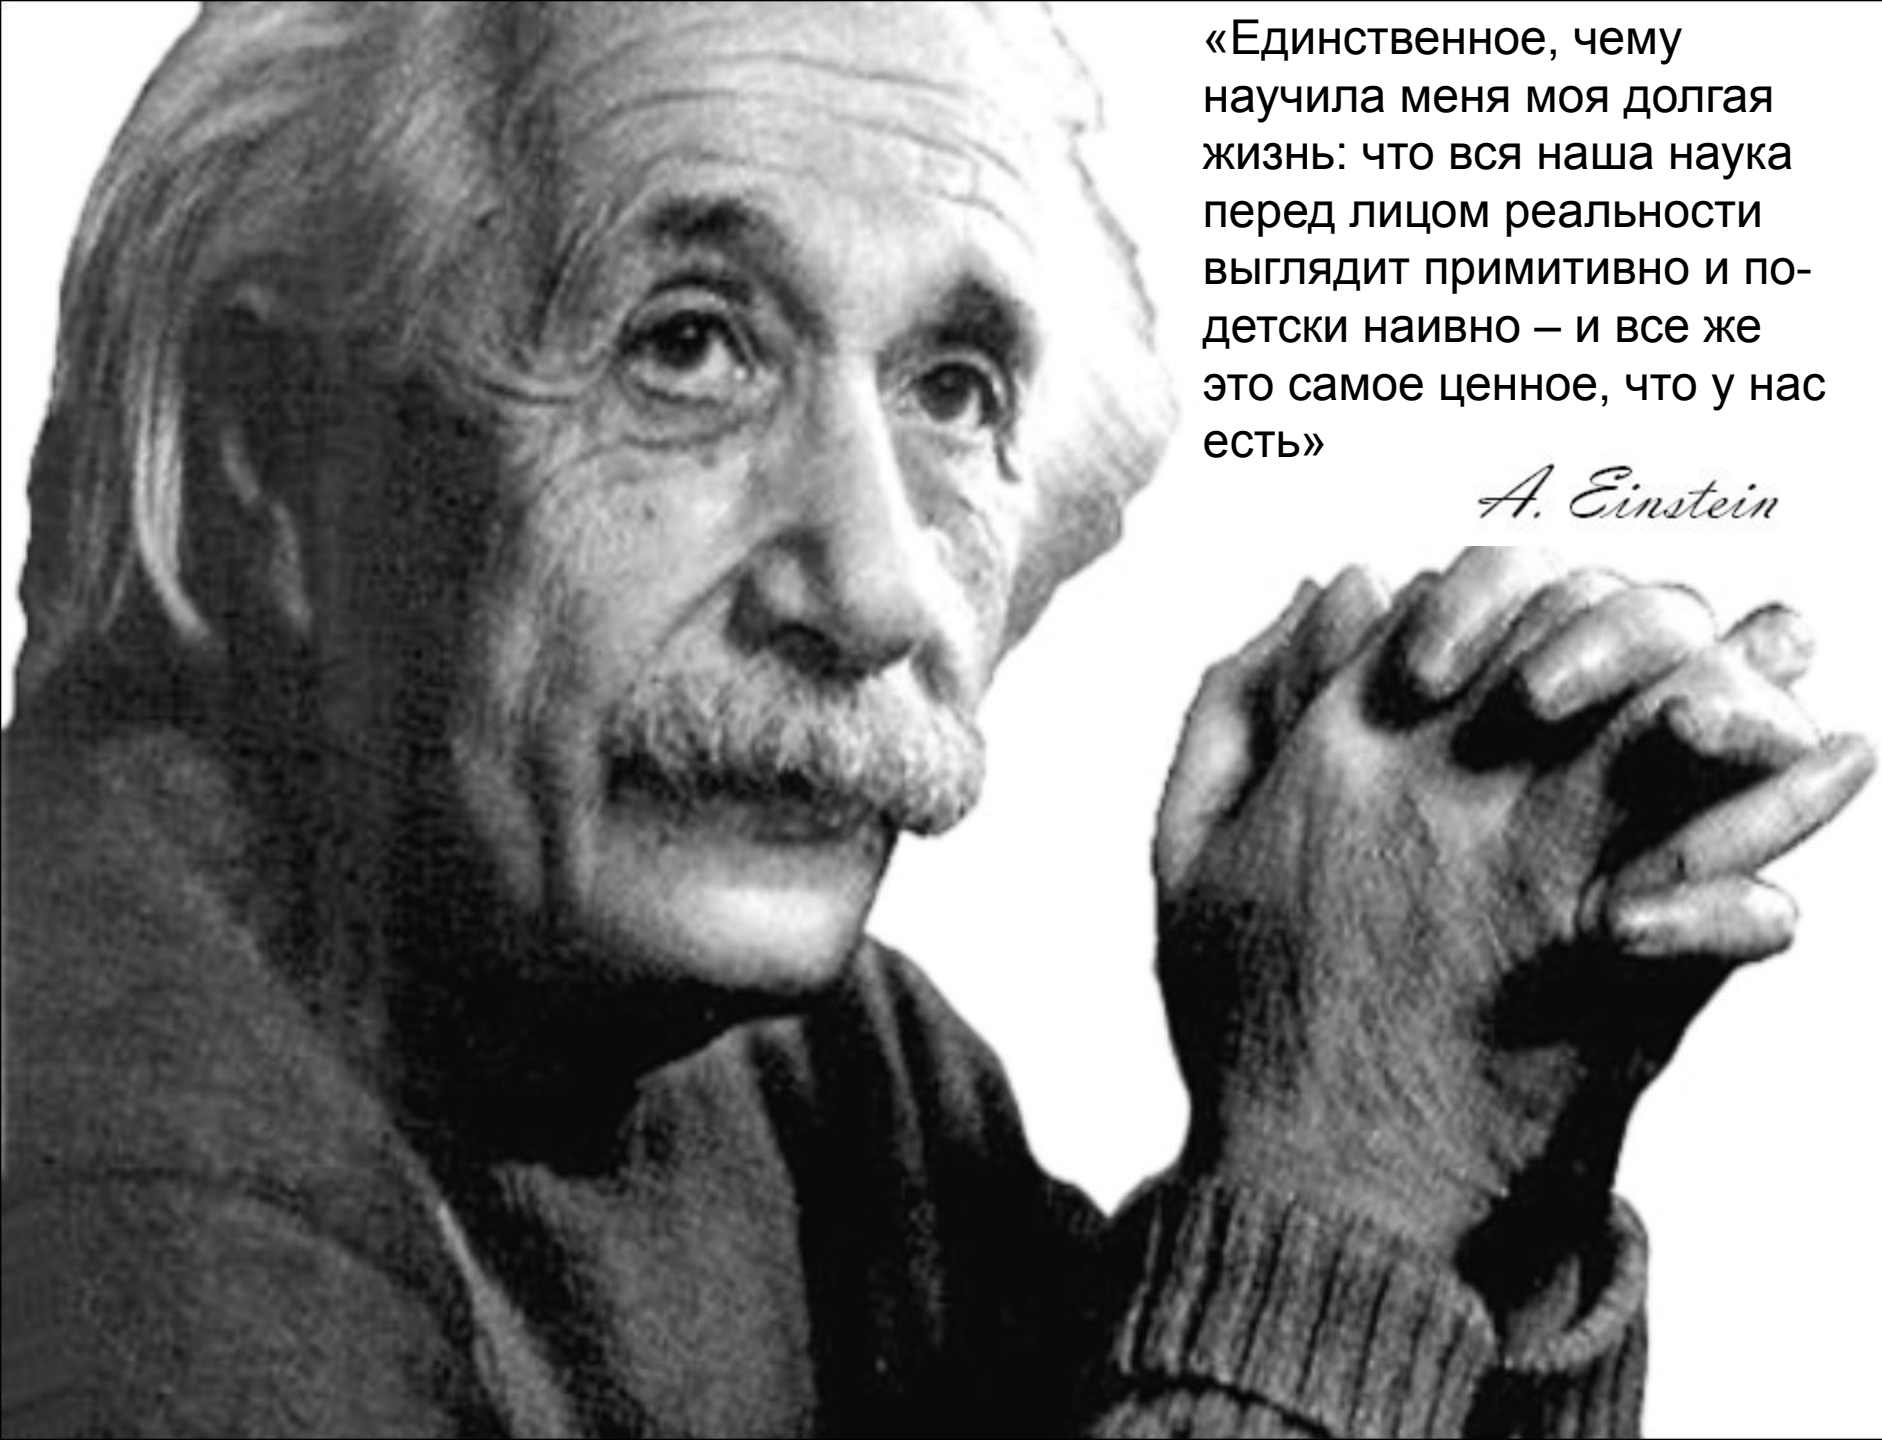 «Единственное, чему
научила меня моя долгая
жизнь: что вся наша наука
перед лицом реальности
выглядит примитивно и по-
детски наивно – и все же
это самое ценное, что у нас
есть»
A. Einstein